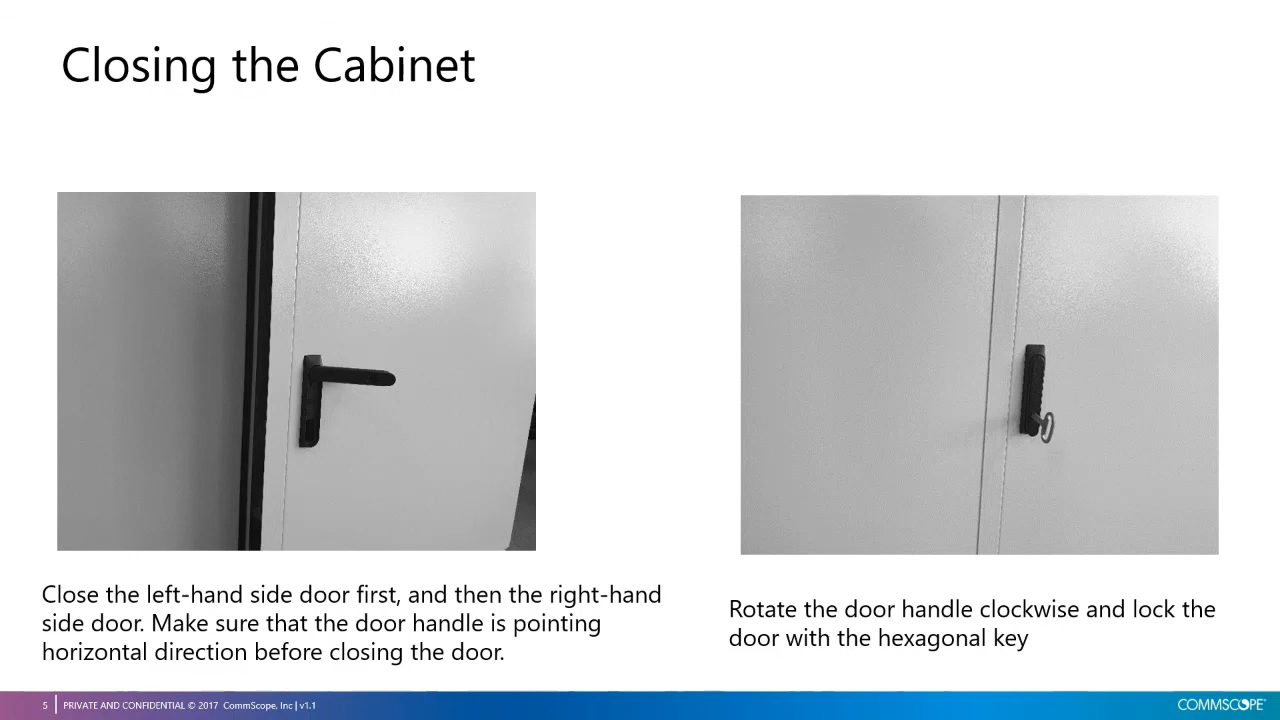 Closing the Cabinet
Close the left-hand side door first, and then the right-hand
side door. Make sure that the door handle is pointing
horizontal direction before closing the door.
Rotate the door handle clockwise and lock the
door with the hexagonal key
5 PRIVATE AND CONFIDENTIAL © 2017 CommScope, Inc | v1.1
COMMSCOPE®